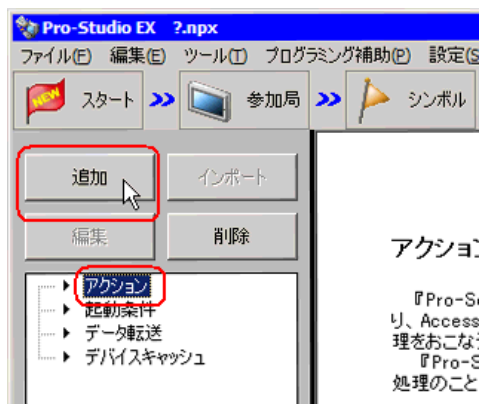 Pro-Studio EX ?.npx
ファイル(F) 編集(E) ツール(T) プログラミング補助(P) 設定(S
NEW スタート 参加局 シンボル
追加 インポート
編集 削除
アクション
起動条件
データ転送
デバイスキャッシュ
アクショ
『Pro-S
り、Access
理をおこな
『Pro-S
処理のこと